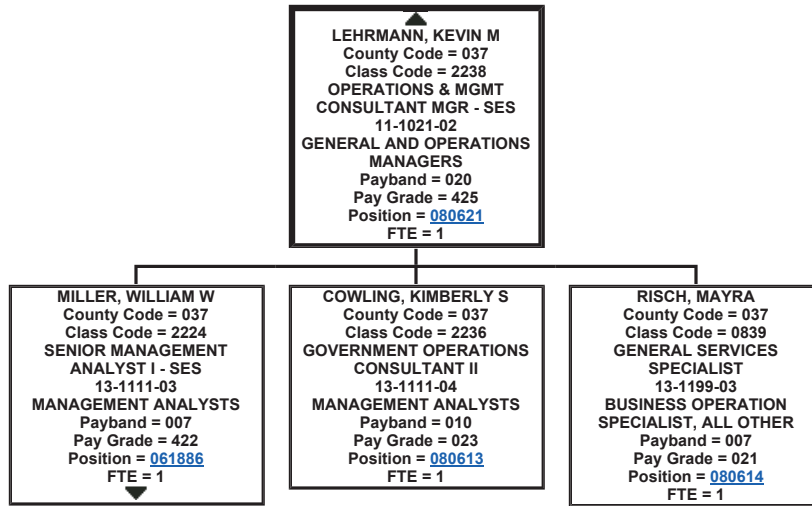 LEHRMANN, KEVIN M
County Code = 037
Class Code = 2238
OPERATIONS & MGMT
CONSULTANT MGR - SES
11-1021-02
GENERAL AND OPERATIONS
MANAGERS
Payband = 020
Pay Grade = 425
Position = 080621
FTE = 1
MILLER, WILLIAM W
County Code = 037
Class Code = 2224
SENIOR MANAGEMENT
ANALYST I - SES
13-1111-03
MANAGEMENT ANALYSTS
Payband = 007
Pay Grade = 422
Position = 061886
FTE = 1
COWLING, KIMBERLY S
County Code = 037
Class Code = 2236
GOVERNMENT OPERATIONS
CONSULTANT II
13-1111-04
MANAGEMENT ANALYSTS
Payband = 010
Pay Grade = 023
Position = 080613
FTE = 1
RISCH, MAYRA
County Code = 037
Class Code = 0839
GENERAL SERVICES
SPECIALIST
13-1199-03
BUSINESS OPERATION
SPECIALIST, ALL OTHER
Payband = 007
Pay Grade = 021
Position = 080614
FTE = 1